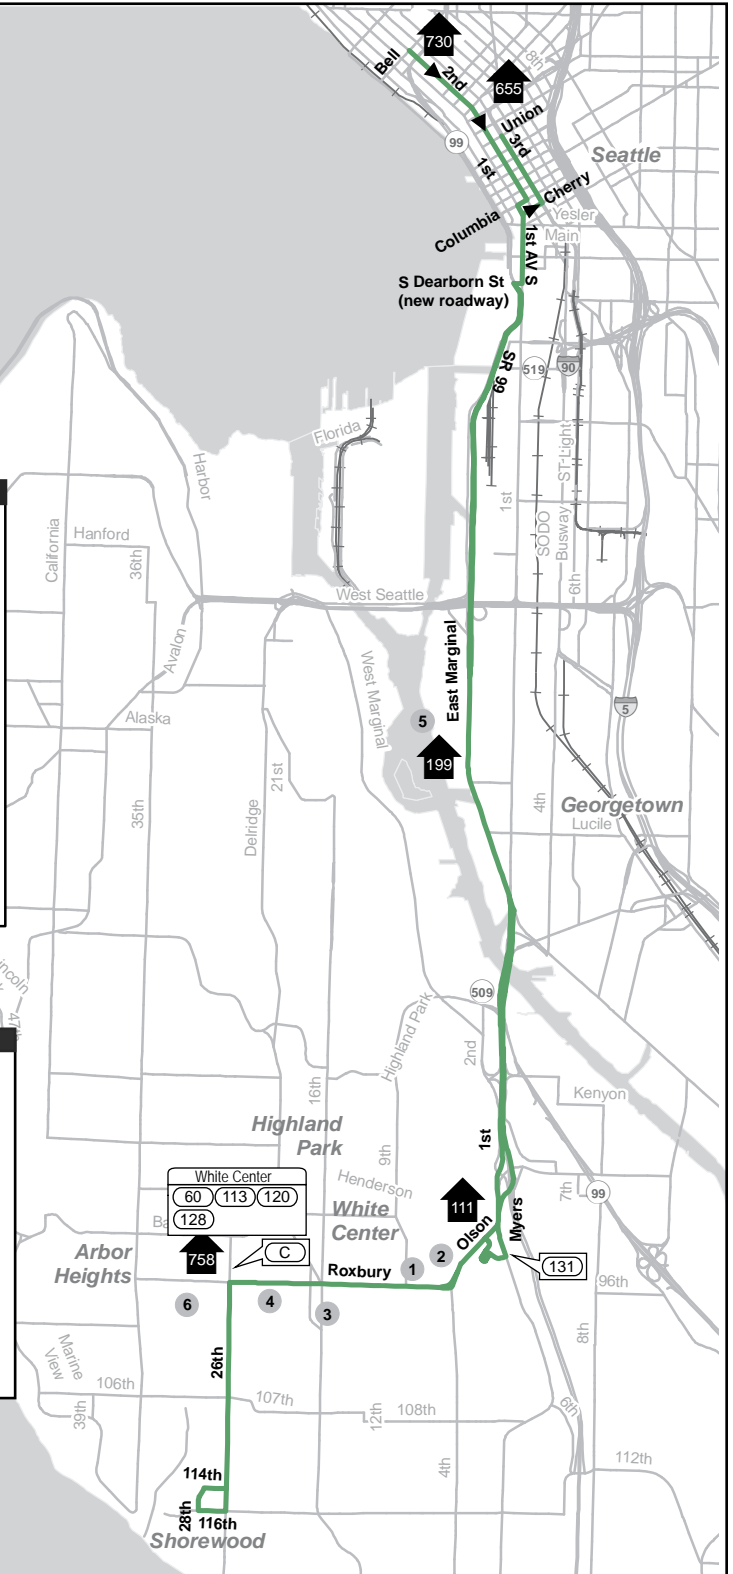 730
Bell
2nd
8th
655
Union
3rd
99
1st
Seattle
Cherry
Columbia
Yesler
Main
1st AV S
S Dearborn St
(new roadway)
SR 99
519
90
Florida
Harbor
California
Hanford
36th
1st
SODO
Busway
ST Light
6th
West Seattle
Avalon
West Marginal
East Marginal
5
5
Alaska
199
21st
35th
Delridge
4th
Georgetown
Lucile
47th
509
Highland Park
2nd
16th
Kenyon
Highland
Park
9th
1st
White Center
60 113 120
128
Henderson
111
7th
99
White
Center
Olson
Myers
758
C
Arbor
Heights
Roxbury
1
2
131
96th
6
4
3
8th
Marine
View
26th
106th
107th
39th
12th
108th
6th
4th
112th
114th
28th
116th
Shorewood